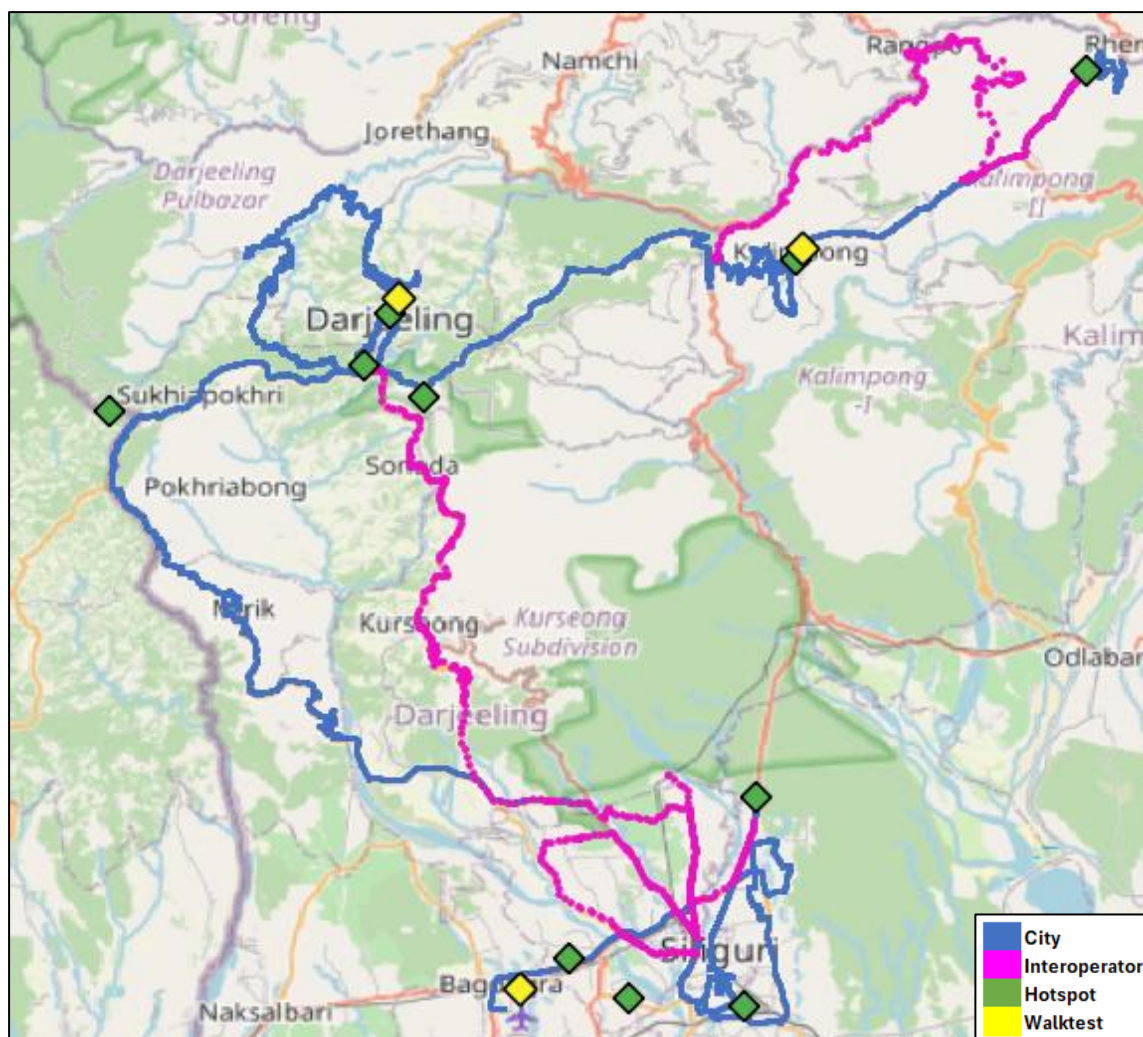 Soreng
Namchi
Rangpo
Rhen
Jorethang
Darjeeling
Pulbazar
Kalimpong
-II
Kalimpong
Darjeeling
Kalim
Sukhiapokhri
Kalimpong
-I
Sonada
Pokhriabong
Mirik
Kurseong
Kurseong
Subdivision
Odlabar
Darjeeling
Siliguri
Bagdogra
Naksalbari
City
Interoperator
Hotspot
Walktest